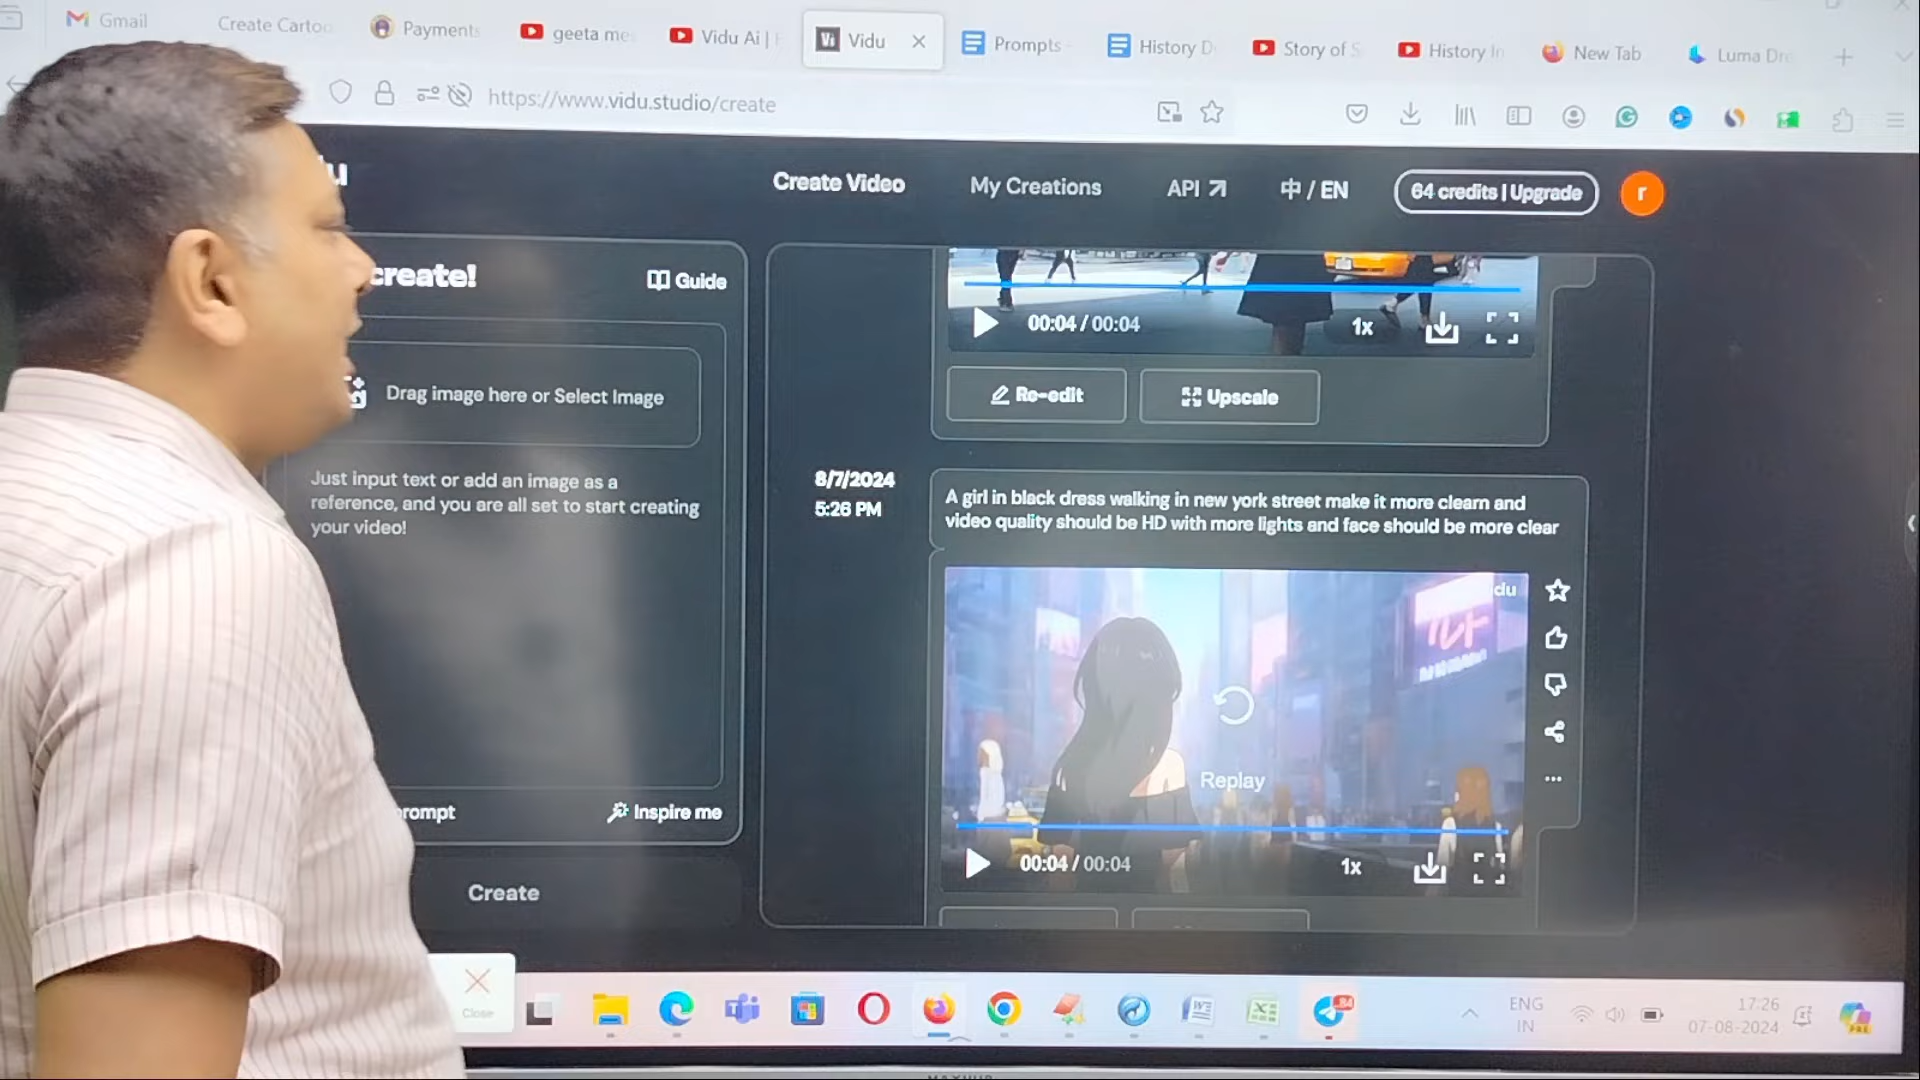 Gmail
Create Cartoo
Payments
geeta me
Vidu Ai |
Vidu
Prompts -
History D
Story of S
History In
New Tab
Luma Dre
https://www.vidu.studio/create
Create Video
My Creations
API
中 / EN
64 credits | Upgrade
r
create!
Guide
Drag image here or Select Image
Just input text or add an image as a
reference, and you are all set to start creating
your video!
rompt
Inspire me
Create
00:04 / 00:04
1x
Re-edit
Upscale
8/7/2024
5:26 PM
A girl in black dress walking in new york street make it more clearn and
video quality should be HD with more lights and face should be more clear
du
Replay
00:04 / 00:04
1x
Close
ENG
IN
17:26
07-08-2024